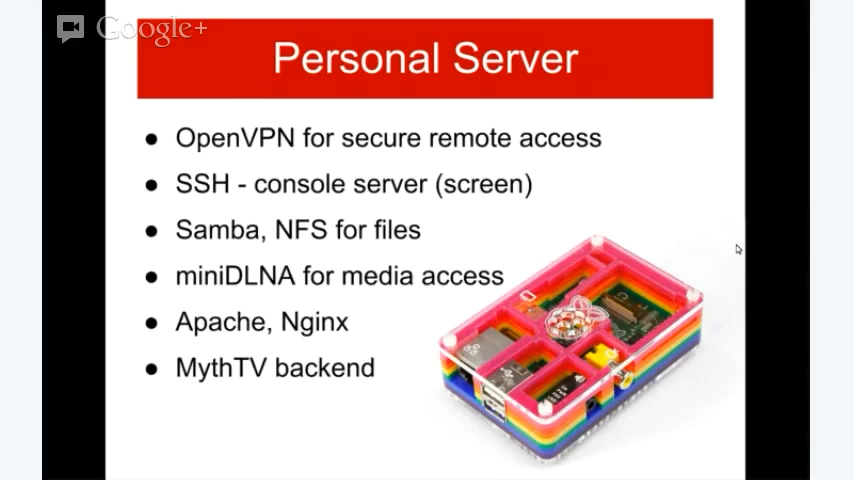 Google+
Personal Server
● OpenVPN for secure remote access
● SSH - console server (screen)
● Samba, NFS for files
● miniDLNA for media access
● Apache, Nginx
● MythTV backend